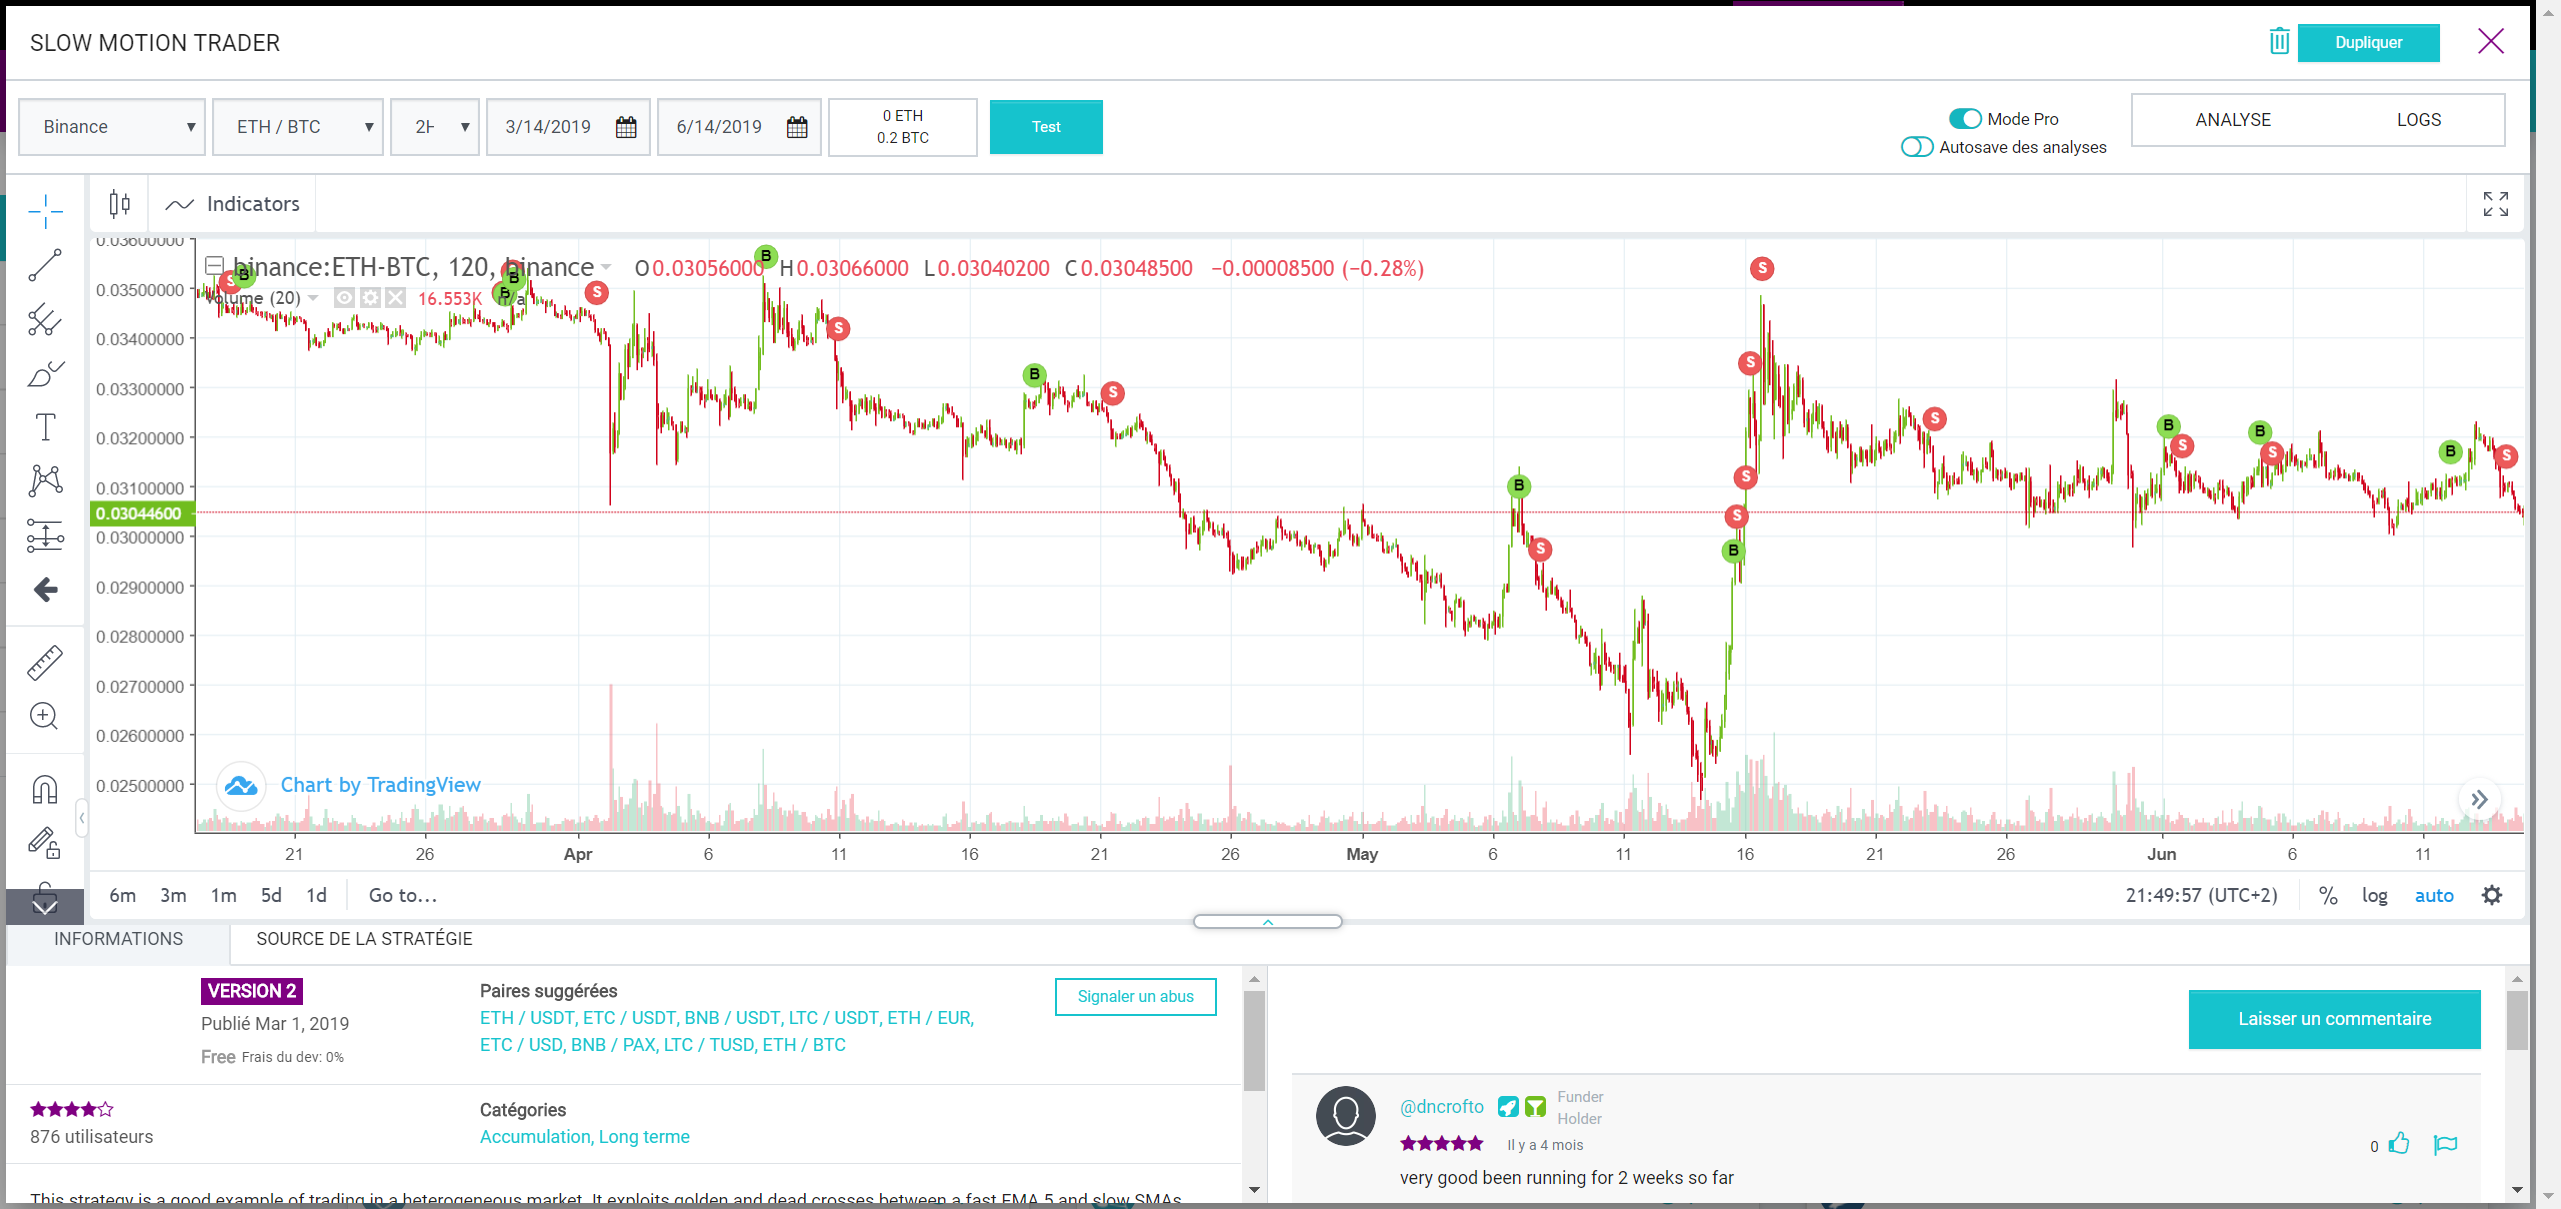 SLOW MOTION TRADER
Dupliquer
Binance
ETH / BTC
2H
3/14/2019
6/14/2019
0 ETH
0.2 BTC
Test
Mode Pro
Autosave des analyses
ANALYSE
LOGS
Indicators
binance:ETH-BTC, 120, binance
O0.03056000 H0.03066000 L0.03040200 C0.03048500 −0.00008500 (−0.28%)
Volume (20)
16.553K n/a
0.03600000
0.03500000
0.03400000
0.03300000
0.03200000
0.03100000
0.03044600
0.03000000
0.02900000
0.02800000
0.02700000
0.02600000
0.02500000
S B
S B
B
S
B
S
B
S
B
S
B
S
S
S
S
S
B
S
B
S
B
S
Chart by TradingView
21 26 Apr 6 11 16 21 26 May 6 11 16 21 26 Jun 6 11
6m 3m 1m 5d 1d Go to...
21:49:57 (UTC+2) % log auto
INFORMATIONS
SOURCE DE LA STRATÉGIE
VERSION 2
Publié Mar 1, 2019
Free Frais du dev: 0%
Paires suggérées
ETH / USDT, ETC / USDT, BNB / USDT, LTC / USDT, ETH / EUR,
ETC / USD, BNB / PAX, LTC / TUSD, ETH / BTC
Signaler un abus
876 utilisateurs
Catégories
Accumulation, Long terme
This strategy is a good example of trading in a heterogeneous market. It exploits golden and dead crosses between a fast EMA 5 and slow SMAs
Laisser un commentaire
@dncrofto
Funder
Holder
Il y a 4 mois
0
very good been running for 2 weeks so far